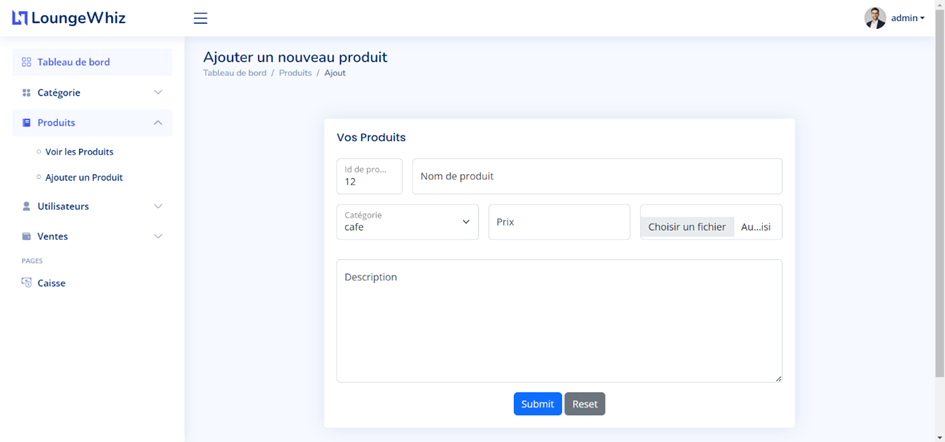 LoungeWhiz
admin
Tableau de bord
Catégorie
Produits
Voir les Produits
Ajouter un Produit
Utilisateurs
Ventes
PAGES
Caisse
Ajouter un nouveau produit
Tableau de bord / Produits / Ajout
Vos Produits
Id de pro...
12
Nom de produit
Catégorie
cafe
Prix
Choisir un fichier Au...isi
Description
Submit Reset